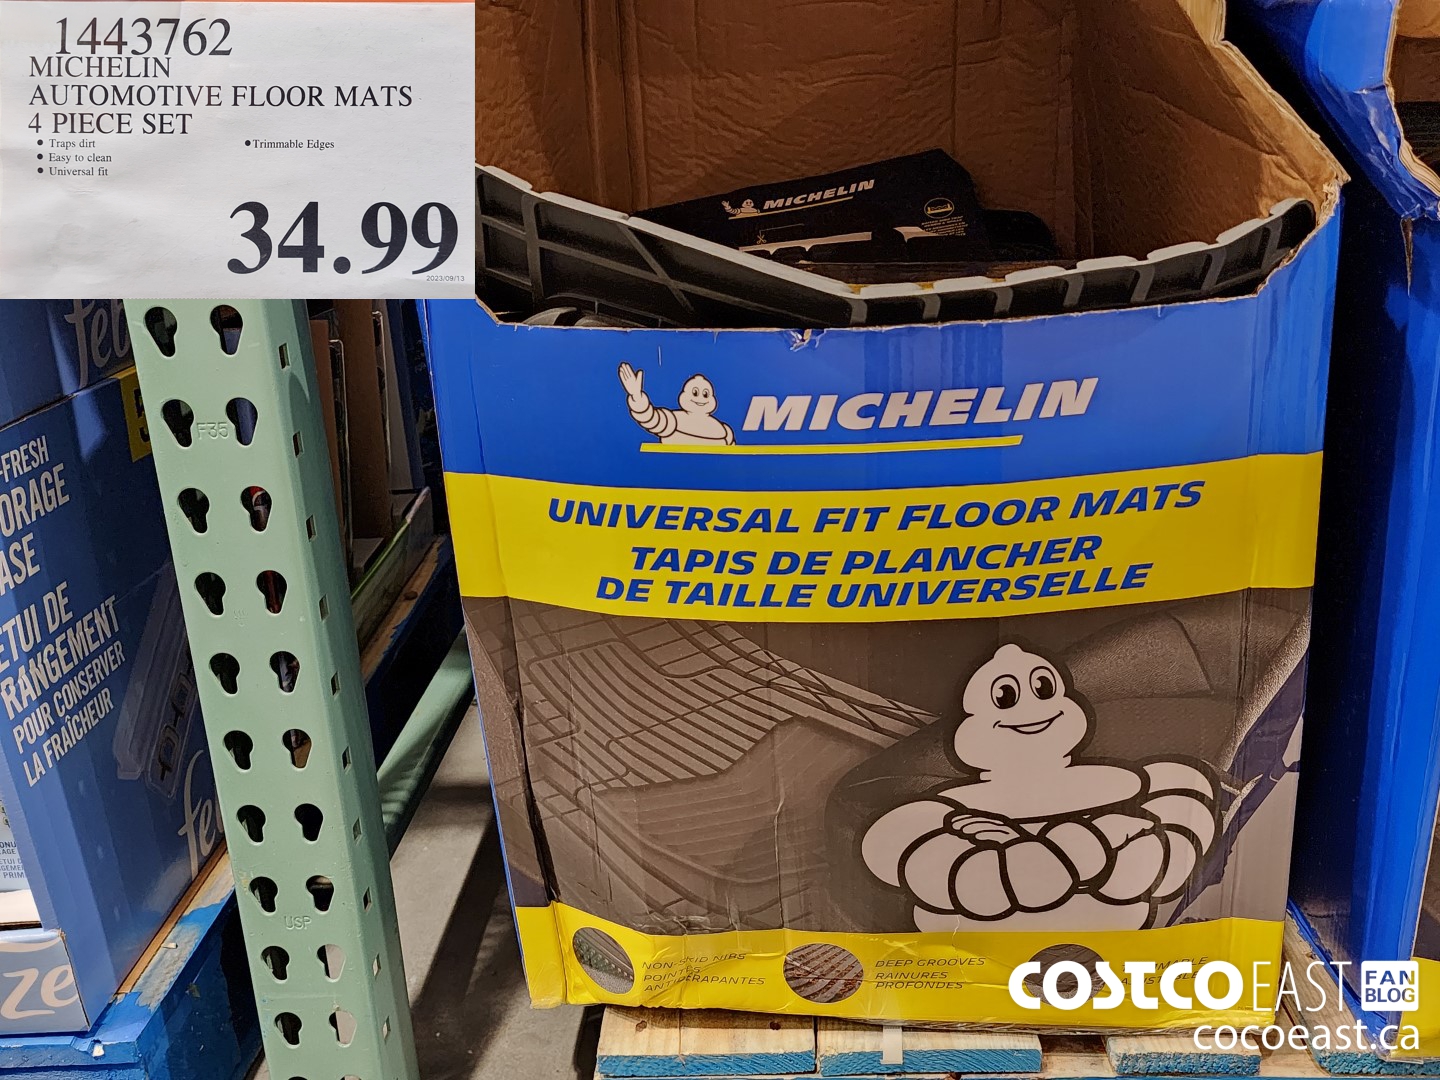 1443762
MICHELIN
AUTOMOTIVE FLOOR MATS
4 PIECE SET
• Traps dirt
• Trimmable Edges
• Easy to clean
• Universal fit
34.99
2023/09/13
MICHELIN
MICHELIN
UNIVERSAL FIT FLOOR MATS
TAPIS DE PLANCHER
DE TAILLE UNIVERSELLE
NON-SKID NIBS
POINTES
DEEP GROOVES
RAINURES
PROFONDES
F35
USP
-FRESH
ORAGE
ASE
ETUI DE
RANGEMENT
POUR CONSERVER
LA FRAÎCHEUR
ze
COSTCO EAST FAN
BLOG
cocoeast.ca